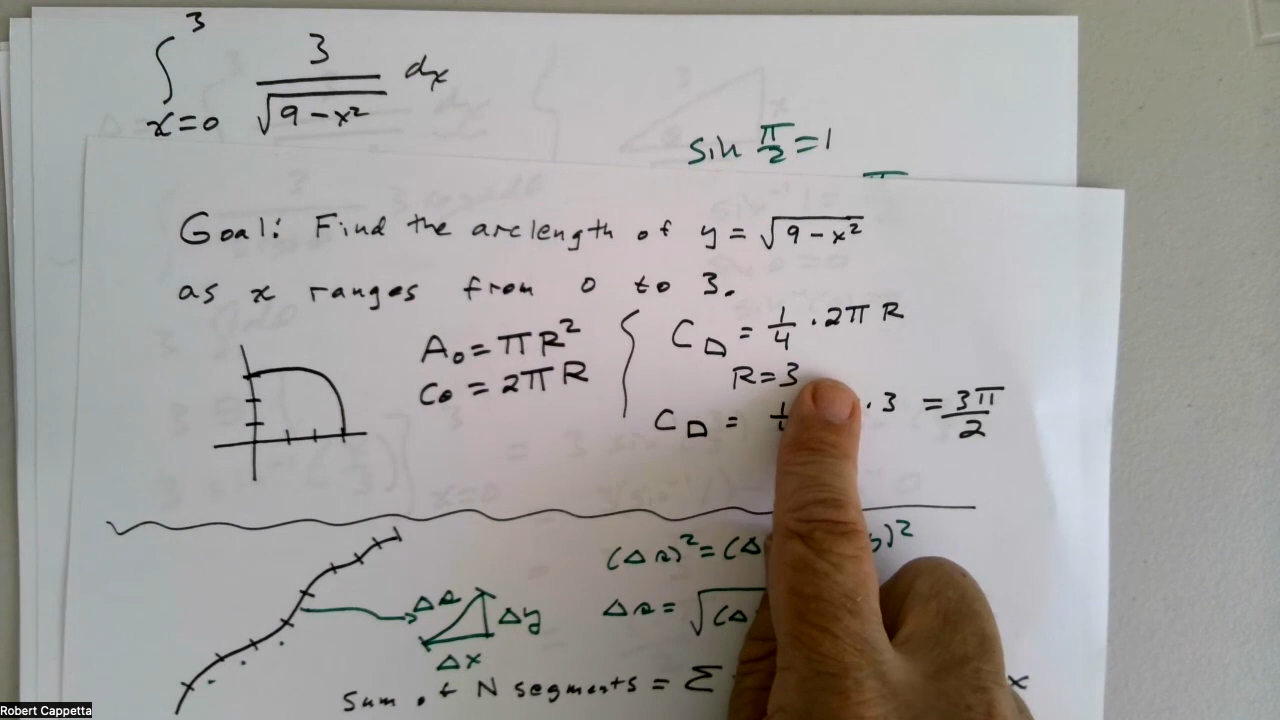 ∫ₓ₌₀³ 3/√(9-x²) dx
sin π/2 = 1
Goal: Find the arclength of y = √(9-x²)
as x ranges from 0 to 3.
A○ = πR²
C○ = 2πR
C⌓ = 1/4 · 2πR
R=3
C⌓ = · 3 = 3π/2
(Δs)² = (Δ )²
Δs = √(Δ
Δs Δy
Δx
Sum of N segments = Σ x
Robert Cappetta